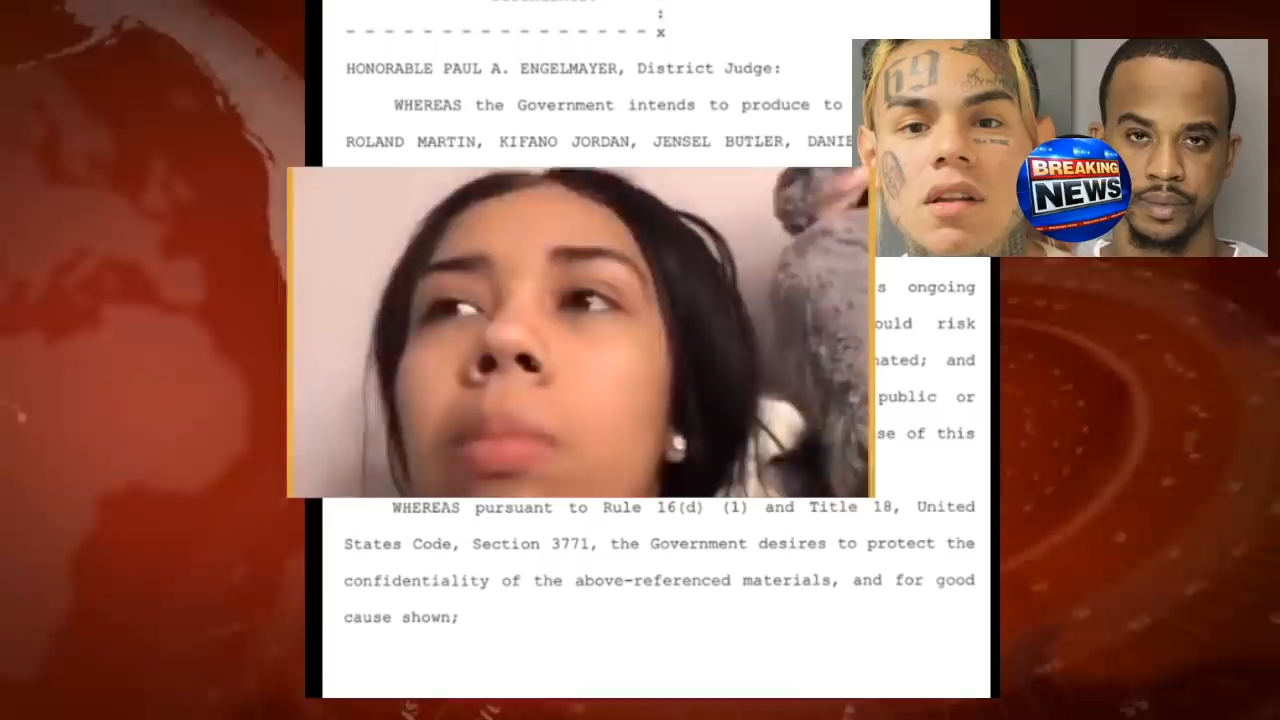 x
HONORABLE PAUL A. ENGELMAYER, District Judge:
WHEREAS the Government intends to produce to
ROLAND MARTIN, KIFANO JORDAN, JENSEL BUTLER, DANIE
69
BREAKING
NEWS
s ongoing
ould risk
nated; and
public or
se of this
WHEREAS pursuant to Rule 16(d) (1) and Title 18, United
States Code, Section 3771, the Government desires to protect the
confidentiality of the above-referenced materials, and for good
cause shown;